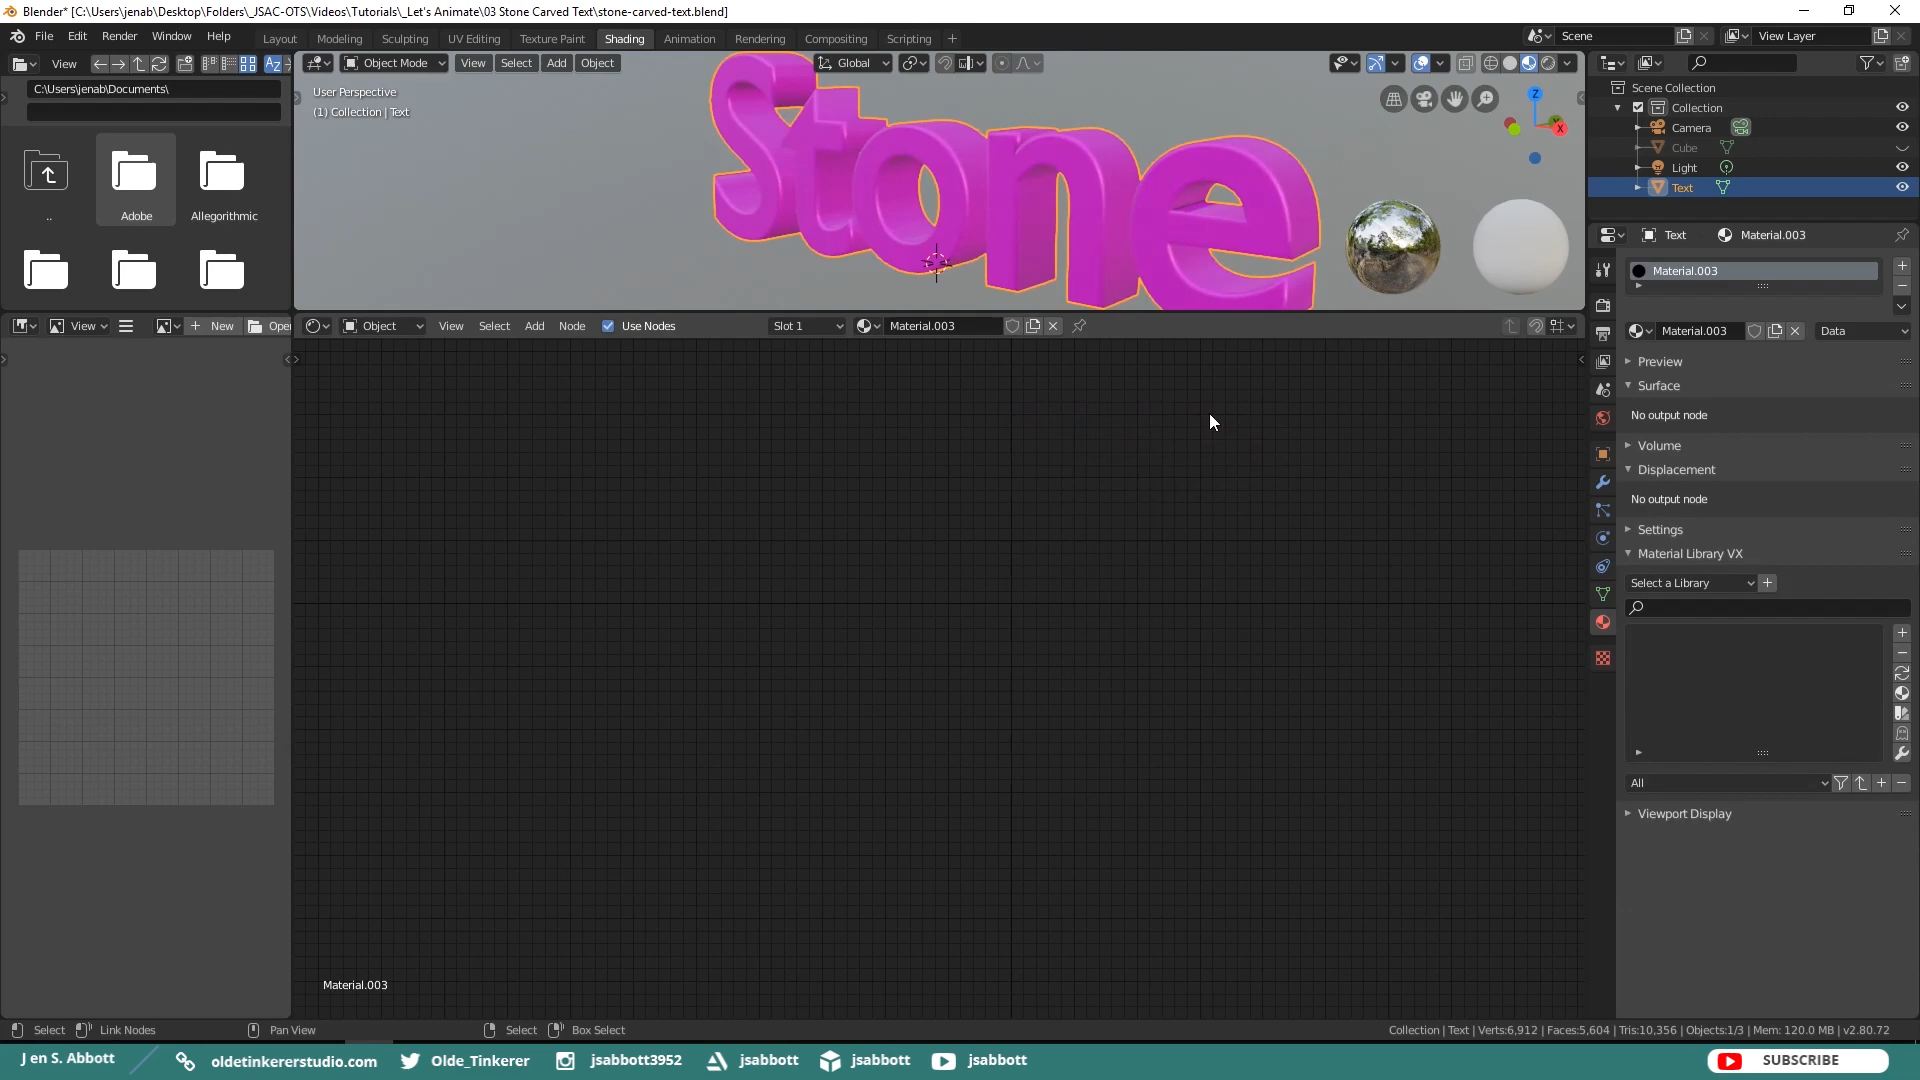 Blender* [C:\Users\jenab\Desktop\Folders\_JSAC-OTS\Videos\Tutorials\_Let's Animate\03 Stone Carved Text\stone-carved-text.blend]
File Edit Render Window Help
Layout Modeling Sculpting UV Editing Texture Paint Shading Animation Rendering Compositing Scripting
Scene
View Layer
View
Az
C:\Users\jenab\Documents\
..
Adobe
Allegorithmic
Object Mode View Select Add Object
Global
User Perspective
(1) Collection | Text
Stone
Z
Y
X
Scene Collection
Collection
Camera
Cube
Light
Text
Text Material.003
Material.003
Material.003 Data
Preview
Surface
No output node
Volume
Displacement
No output node
Settings
Material Library VX
Select a Library
All
Viewport Display
View New Open
Object View Select Add Node Use Nodes Slot 1 Material.003
Material.003
Select Link Nodes Pan View Select Box Select
Collection | Text | Verts:6,912 | Faces:5,604 | Tris:10,356 | Objects:1/3 | Mem: 120.0 MB | v2.80.72
J en S. Abbott oldetinkererstudio.com Olde_Tinkerer jsabbott3952 jsabbott jsabbott jsabbott SUBSCRIBE